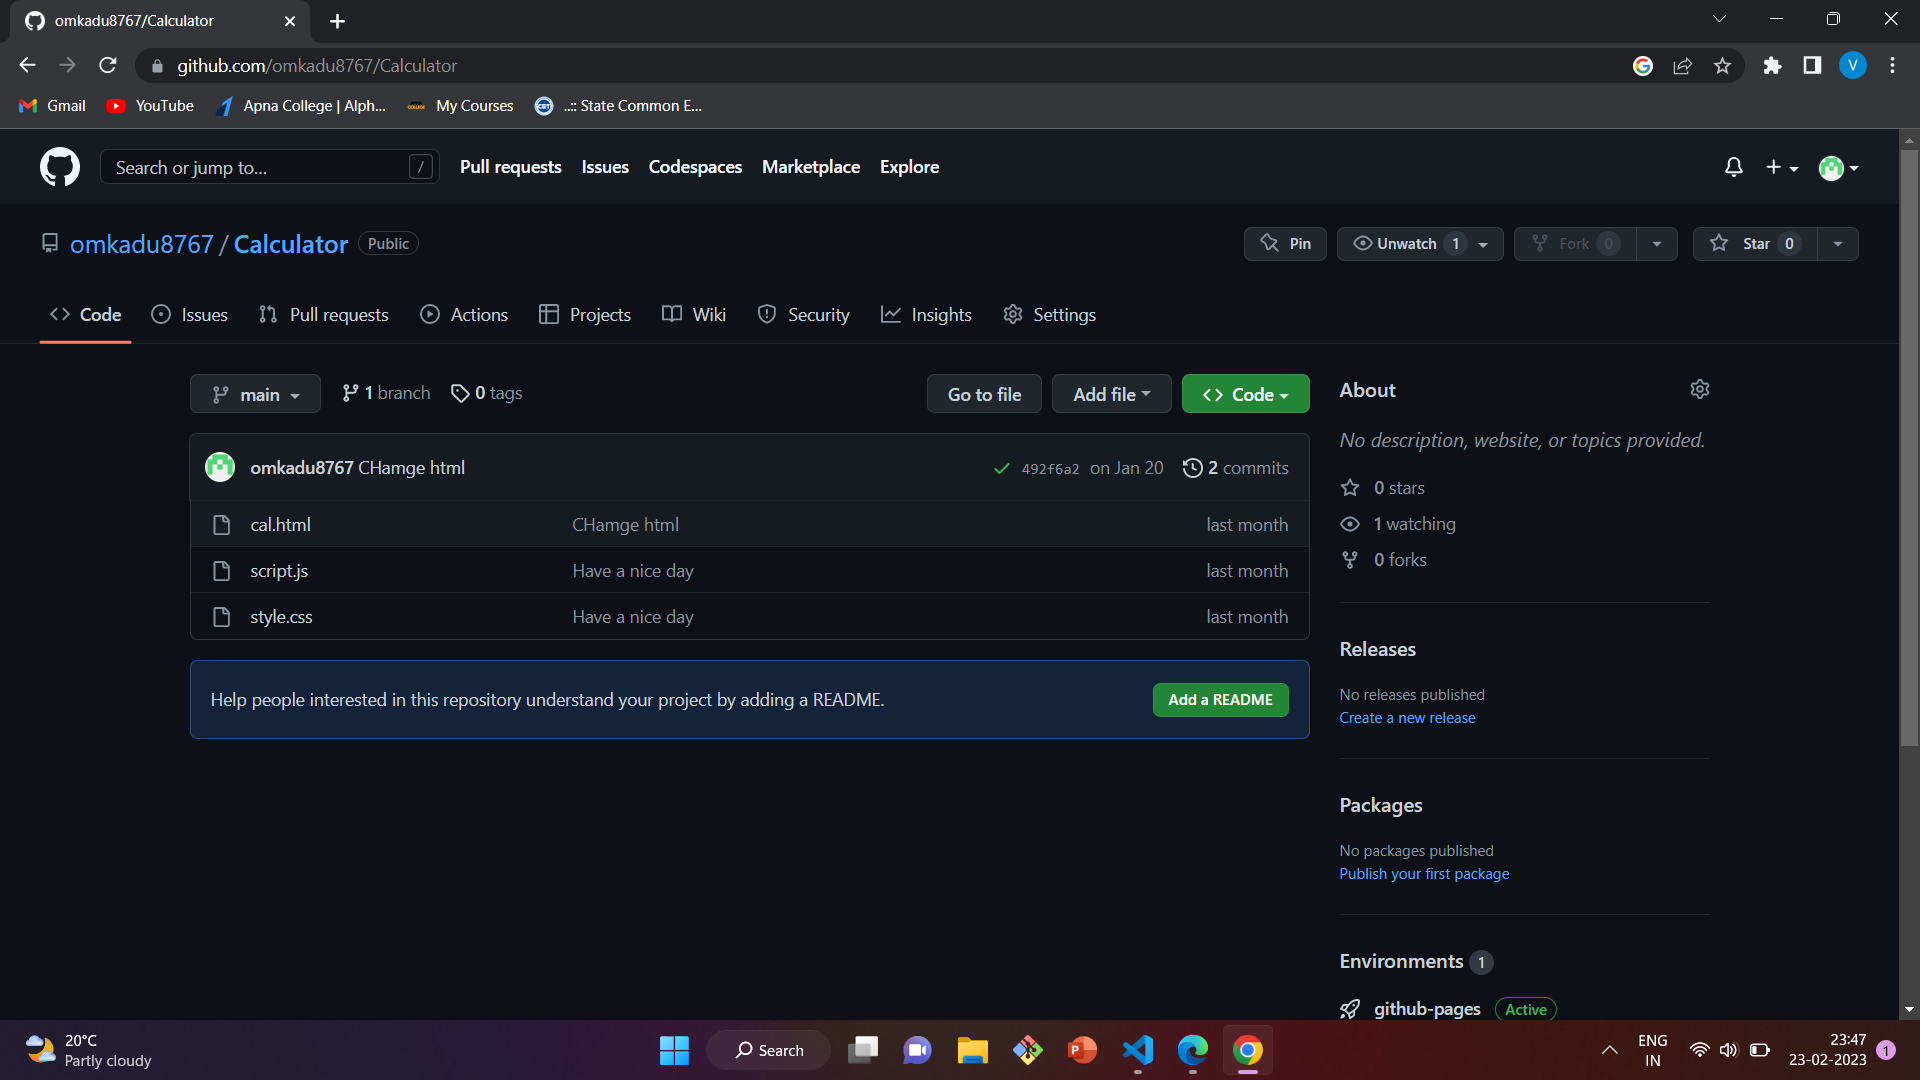 omkadu8767/Calculator
github.com/omkadu8767/Calculator
V
Gmail
YouTube
Apna College | Alph...
My Courses
..:: State Common E...
Search or jump to...
/
Pull requests
Issues
Codespaces
Marketplace
Explore
omkadu8767 / Calculator
Public
Pin
Unwatch 1
Fork 0
Star 0
Code
Issues
Pull requests
Actions
Projects
Wiki
Security
Insights
Settings
main
1 branch
0 tags
Go to file
Add file
Code
omkadu8767 CHamge html
492f6a2 on Jan 20
2 commits
cal.html CHamge html last month
script.js Have a nice day last month
style.css Have a nice day last month
Help people interested in this repository understand your project by adding a README.
Add a README
About
No description, website, or topics provided.
0 stars
1 watching
0 forks
Releases
No releases published
Create a new release
Packages
No packages published
Publish your first package
Environments 1
github-pages Active
20°C
Partly cloudy
Search
ENG
IN
23:47
23-02-2023
1